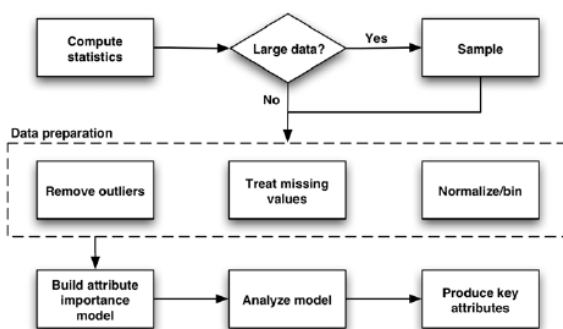 Compute
statistics
Large data?
Yes
Sample
No
Data preparation
Remove outliers
Treat missing
values
Normalize/bin
Build attribute
importance
model
Analyze model
Produce key
attributes